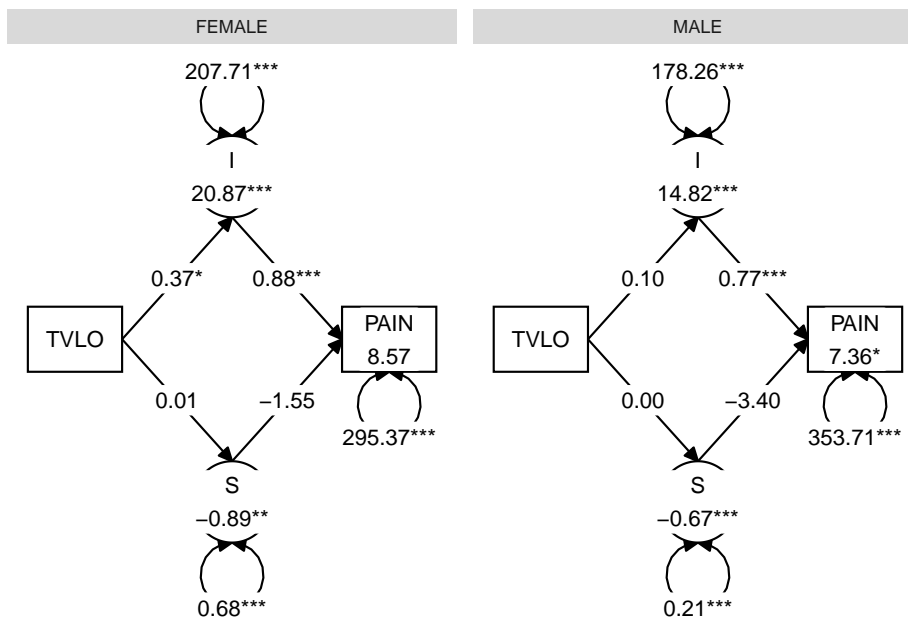 FEMALE
207.71***
I
20.87***
0.37* 0.88***
TVLO
PAIN
8.57
0.01 −1.55
295.37***
S
−0.89**
0.68***
MALE
178.26***
I
14.82***
0.10 0.77***
TVLO
PAIN
7.36*
0.00 −3.40
353.71***
S
−0.67***
0.21***